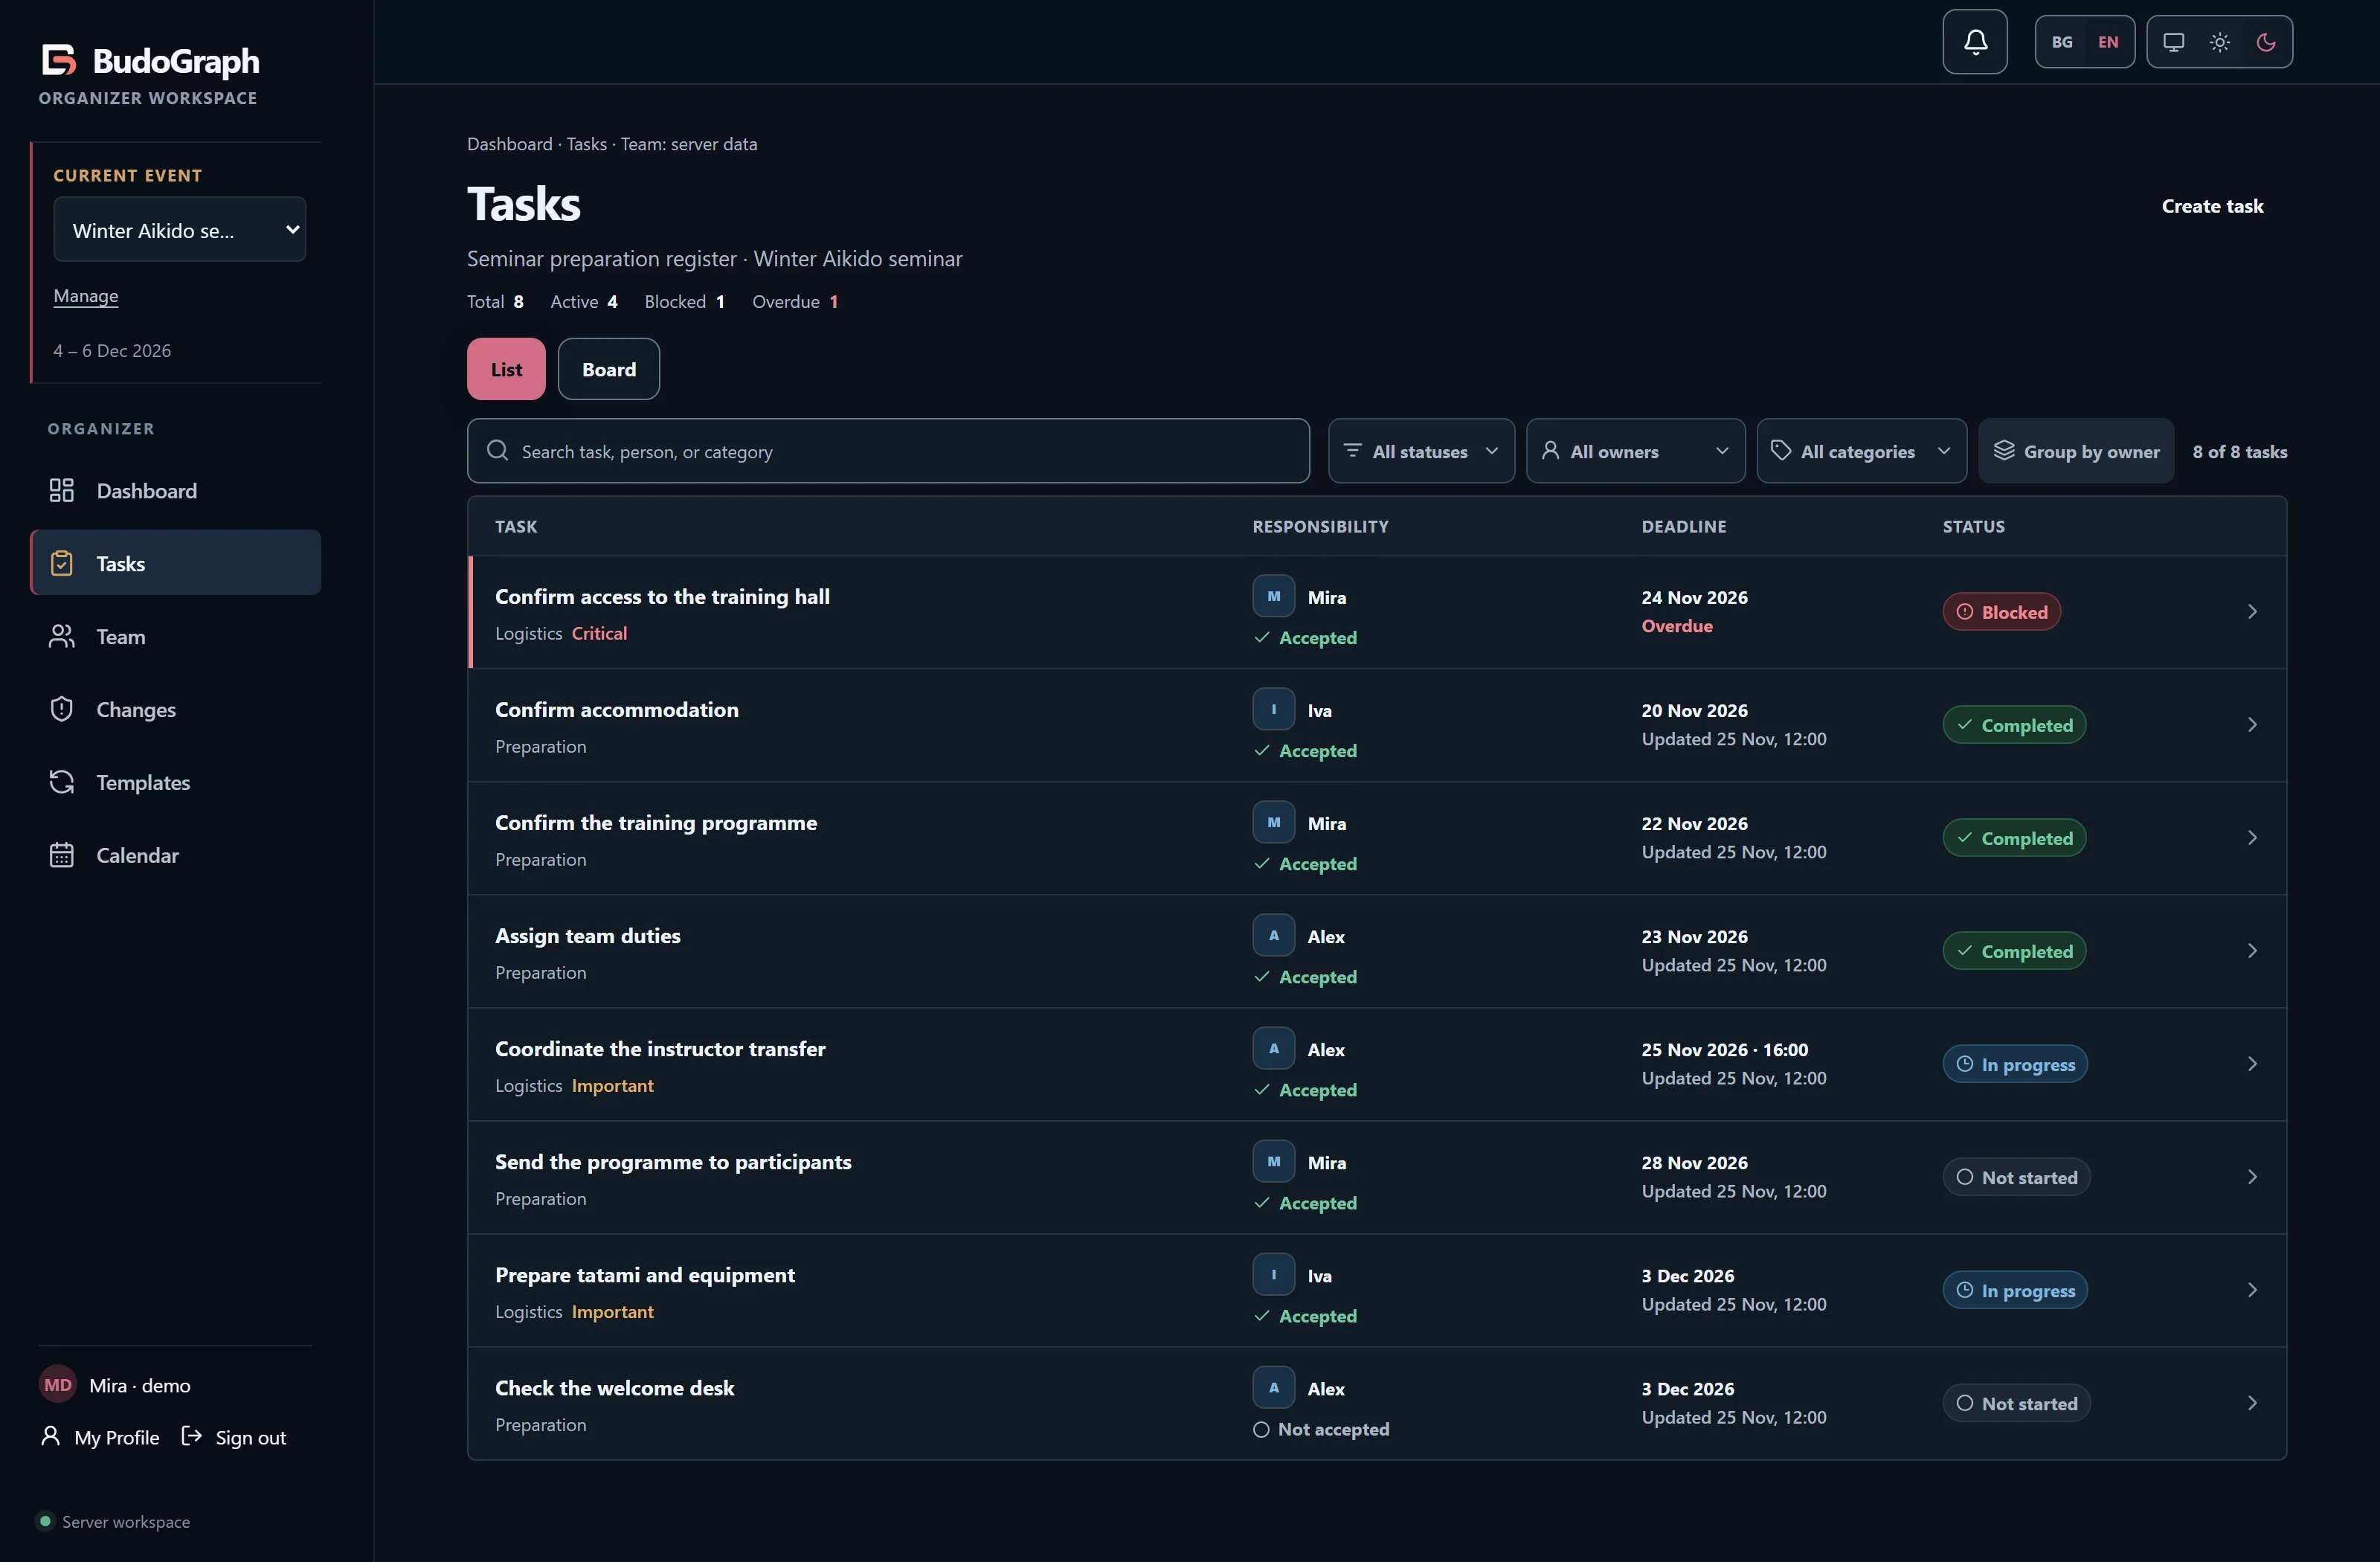 BudoGraph
ORGANIZER WORKSPACE
CURRENT EVENT
Winter Aikido se...
Manage
4 – 6 Dec 2026
ORGANIZER
Dashboard
Tasks
Team
Changes
Templates
Calendar
MD Mira · demo
My Profile Sign out
Server workspace
BG EN
Dashboard · Tasks · Team: server data
Tasks
Create task
Seminar preparation register · Winter Aikido seminar
Total 8 Active 4 Blocked 1 Overdue 1
List Board
Search task, person, or category All statuses All owners All categories Group by owner 8 of 8 tasks
TASK RESPONSIBILITY DEADLINE STATUS
Confirm access to the training hall M Mira 24 Nov 2026 Blocked
Logistics Critical Accepted Overdue
Confirm accommodation I Iva 20 Nov 2026 Completed
Preparation Accepted Updated 25 Nov, 12:00
Confirm the training programme M Mira 22 Nov 2026 Completed
Preparation Accepted Updated 25 Nov, 12:00
Assign team duties A Alex 23 Nov 2026 Completed
Preparation Accepted Updated 25 Nov, 12:00
Coordinate the instructor transfer A Alex 25 Nov 2026 · 16:00 In progress
Logistics Important Accepted Updated 25 Nov, 12:00
Send the programme to participants M Mira 28 Nov 2026 Not started
Preparation Accepted Updated 25 Nov, 12:00
Prepare tatami and equipment I Iva 3 Dec 2026 In progress
Logistics Important Accepted Updated 25 Nov, 12:00
Check the welcome desk A Alex 3 Dec 2026 Not started
Preparation Not accepted Updated 25 Nov, 12:00